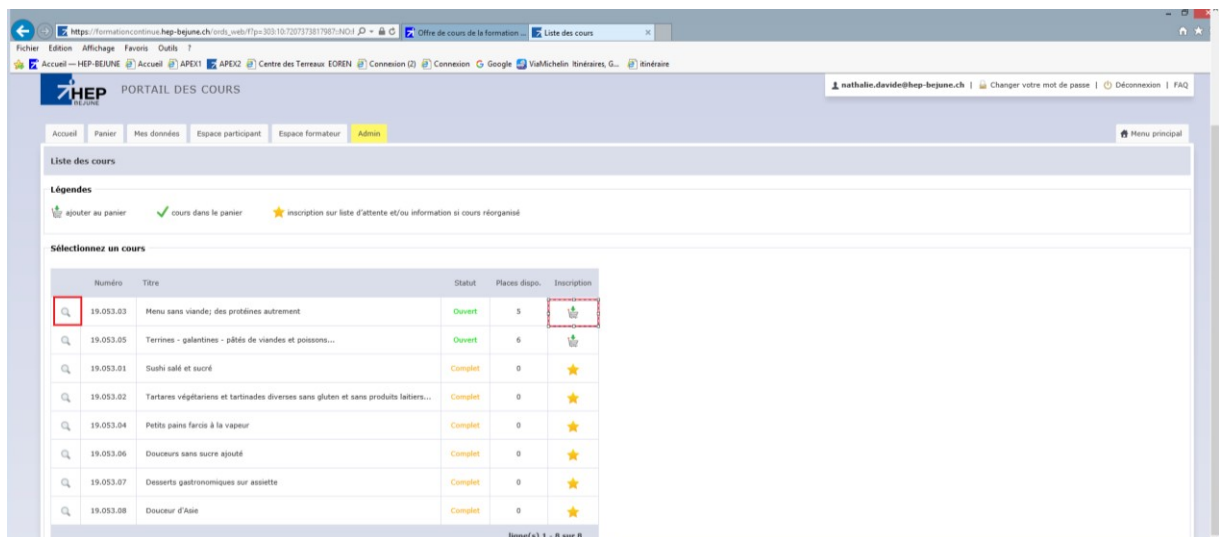 https://formationcontinue.hep-bejune.ch/ords_web/f?p=303:10:7207373817987::NO:!
Offre de cours de la formation ...
Liste des cours
Fichier Edition Affichage Favoris Outils ?
Accueil — HEP-BEJUNE Accueil APEX1 APEX2 Centre des Terreaux EOREN Connexion (2) Connexion Google ViaMichelin Itinéraires, G... itinéraire
HEP BEJUNE PORTAIL DES COURS
nathalie.davide@hep-bejune.ch | Changer votre mot de passe | Déconnexion | FAQ
Accueil Panier Mes données Espace participant Espace formateur Admin Menu principal
Liste des cours
Légendes
ajouter au panier cours dans le panier inscription sur liste d'attente et/ou information si cours réorganisé
Sélectionnez un cours
Numéro Titre Statut Places dispo. Inscription
19.053.03 Menu sans viande; des protéines autrement Ouvert 5
19.053.05 Terrines - galantines - pâtés de viandes et poissons... Ouvert 6
19.053.01 Sushi salé et sucré Complet 0
19.053.02 Tartares végétariens et tartinades diverses sans gluten et sans produits laitiers... Complet 0
19.053.04 Petits pains farcis à la vapeur Complet 0
19.053.06 Douceurs sans sucre ajouté Complet 0
19.053.07 Desserts gastronomiques sur assiette Complet 0
19.053.08 Douceur d'Asie Complet 0
ligne(s) 1 - 8 sur 8